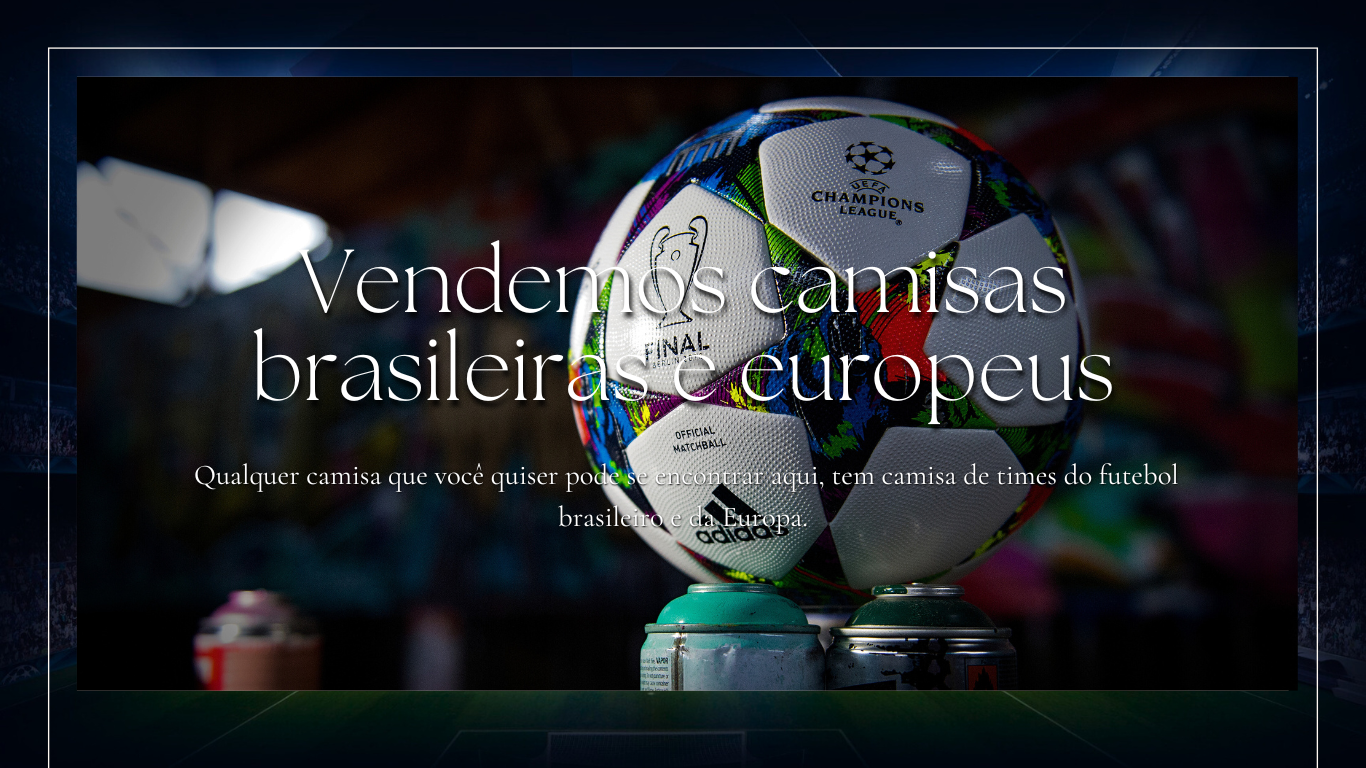 UEFA
CHAMPIONS
LEAGUE
Vendemos camisas
FINAL
brasileiras e europeus
OFFICIAL
MATCHBALL
Qualquer camisa que você quiser pode se encontrar aqui, tem camisa de times do futebol
brasileiro e da Europa.
adidas